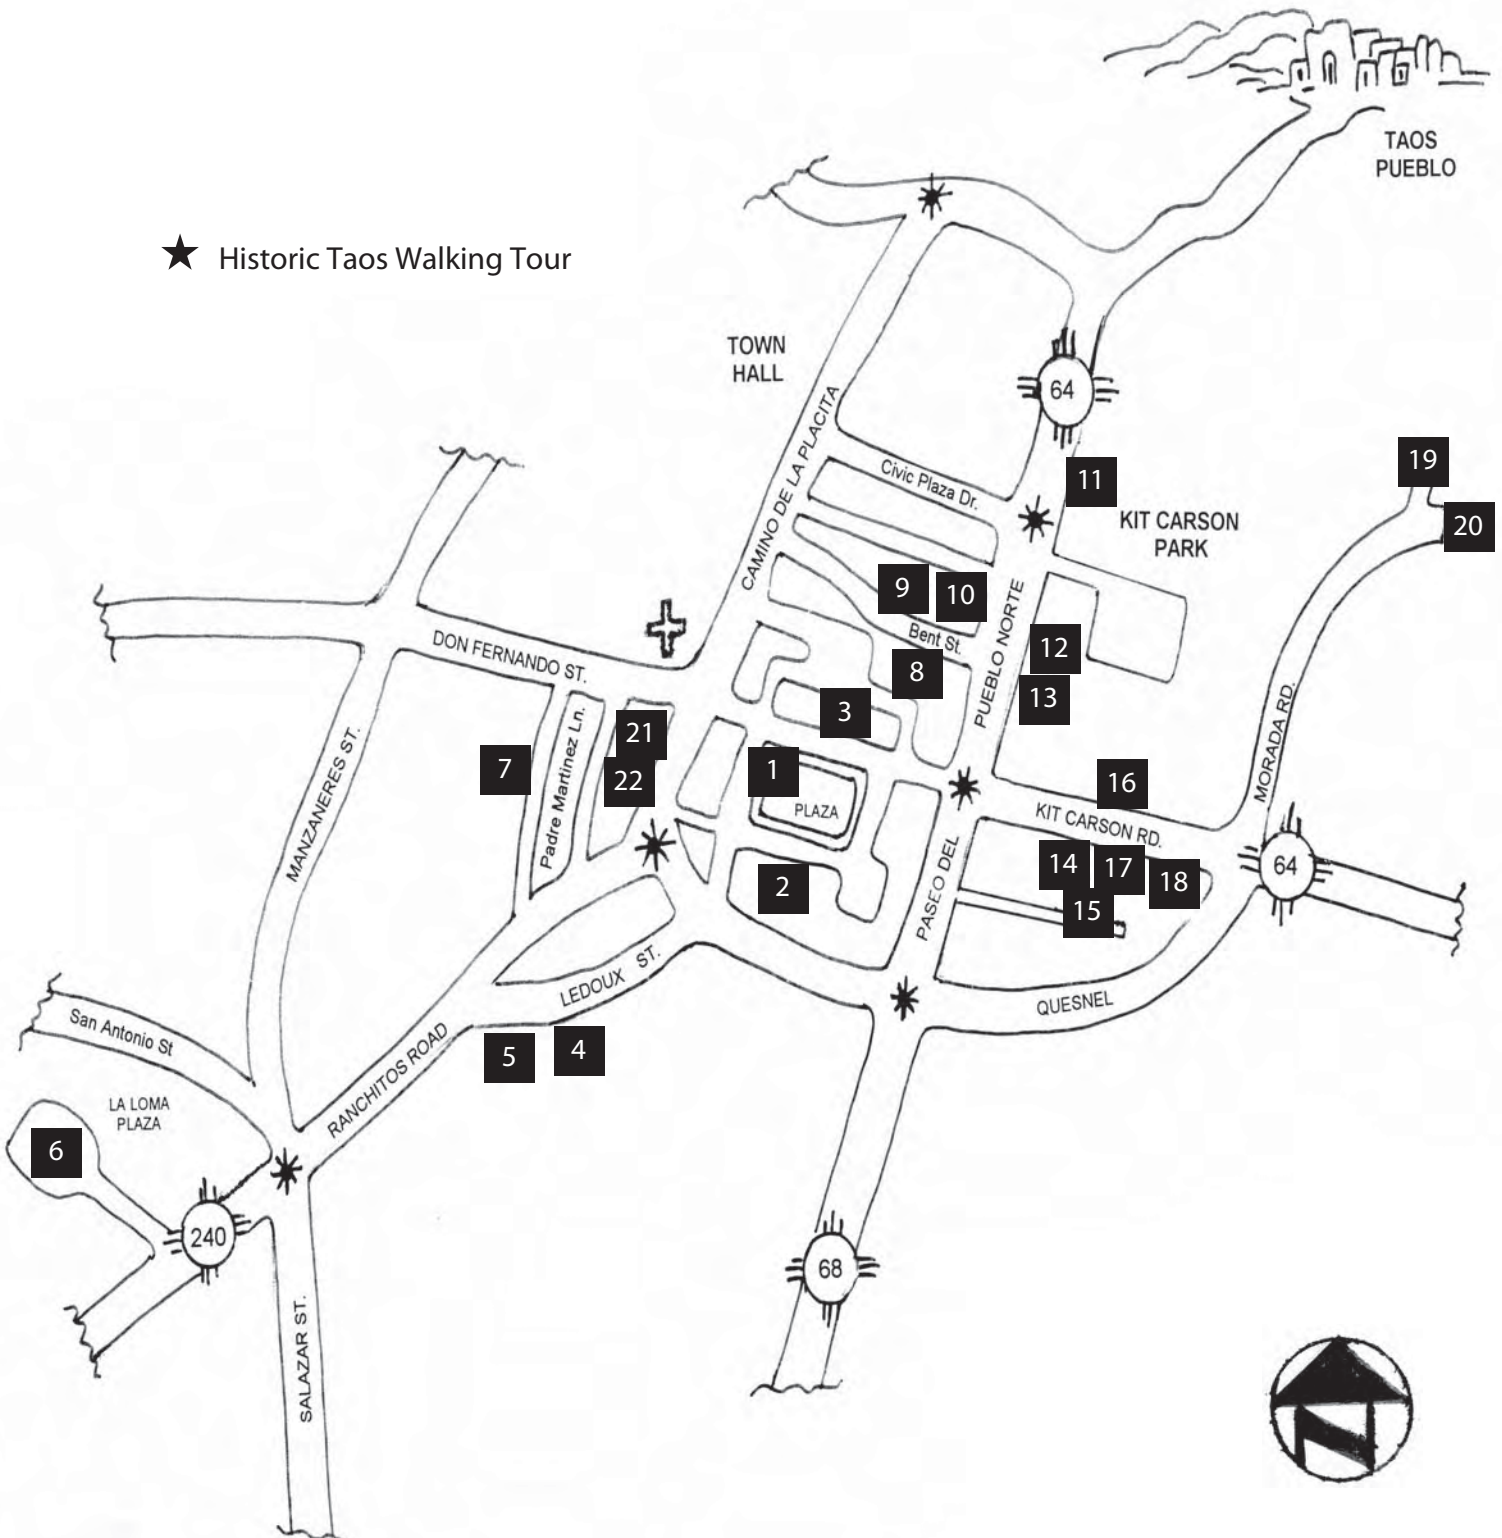 TAOS
PUEBLO
Historic Taos Walking Tour
TOWN
HALL
64
CAMINO DE LA PLACITA
Civic Plaza Dr.
11
19
KIT CARSON
PARK
20
9
10
Bent St.
PUEBLO NORTE
12
DON FERNANDO ST.
8
13
3
21
Padre Martinez Ln.
7
22
1
PLAZA
16
MORADA RD.
MANZANERES ST.
KIT CARSON RD.
PASEO DEL
14
17
18
64
2
15
LEDOUX ST.
QUESNEL
San Antonio St
RANCHITOS ROAD
5
4
LA LOMA
PLAZA
6
240
68
SALAZAR ST.
N